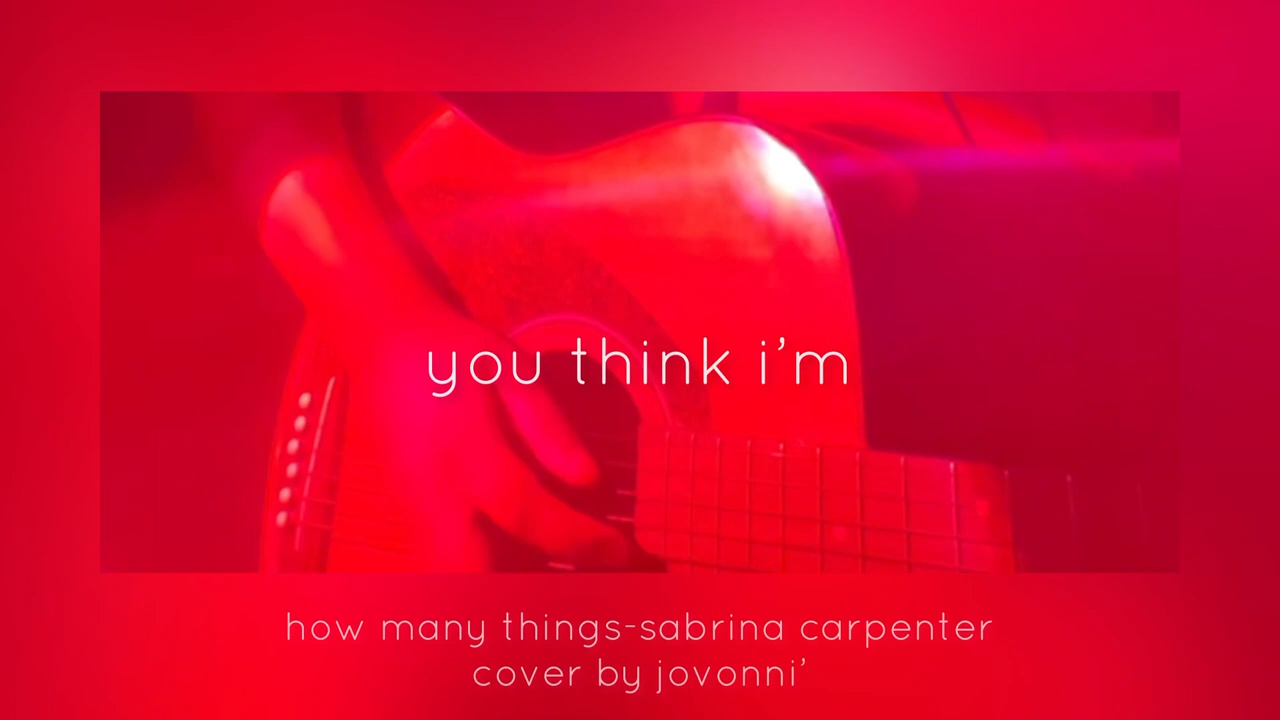 you think i’m
how many things-sabrina carpenter
cover by jovonni’